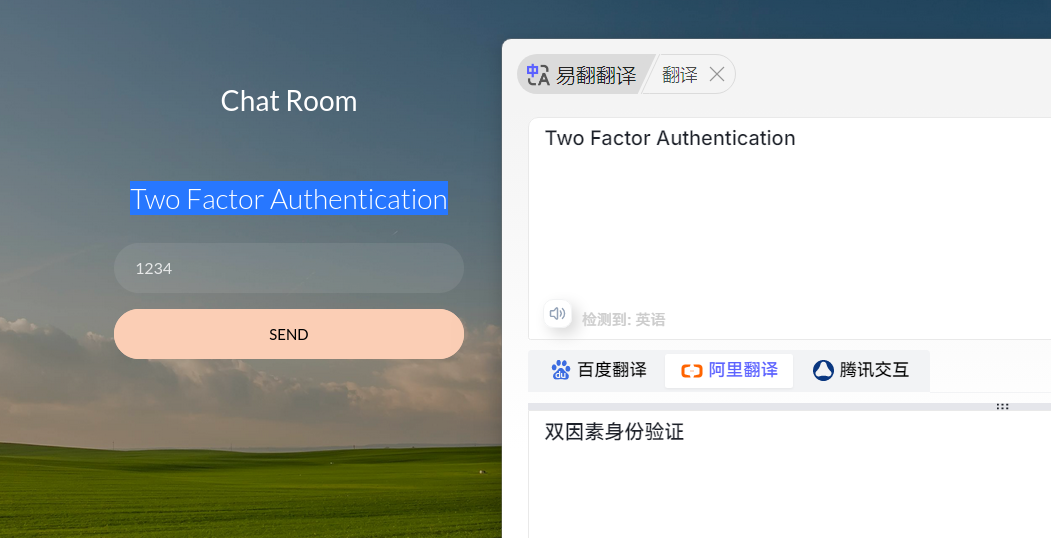 Chat Room
Two Factor Authentication
1234
SEND
易翻翻译
翻译
Two Factor Authentication
检测到: 英语
百度翻译
阿里翻译
腾讯交互
双因素身份验证